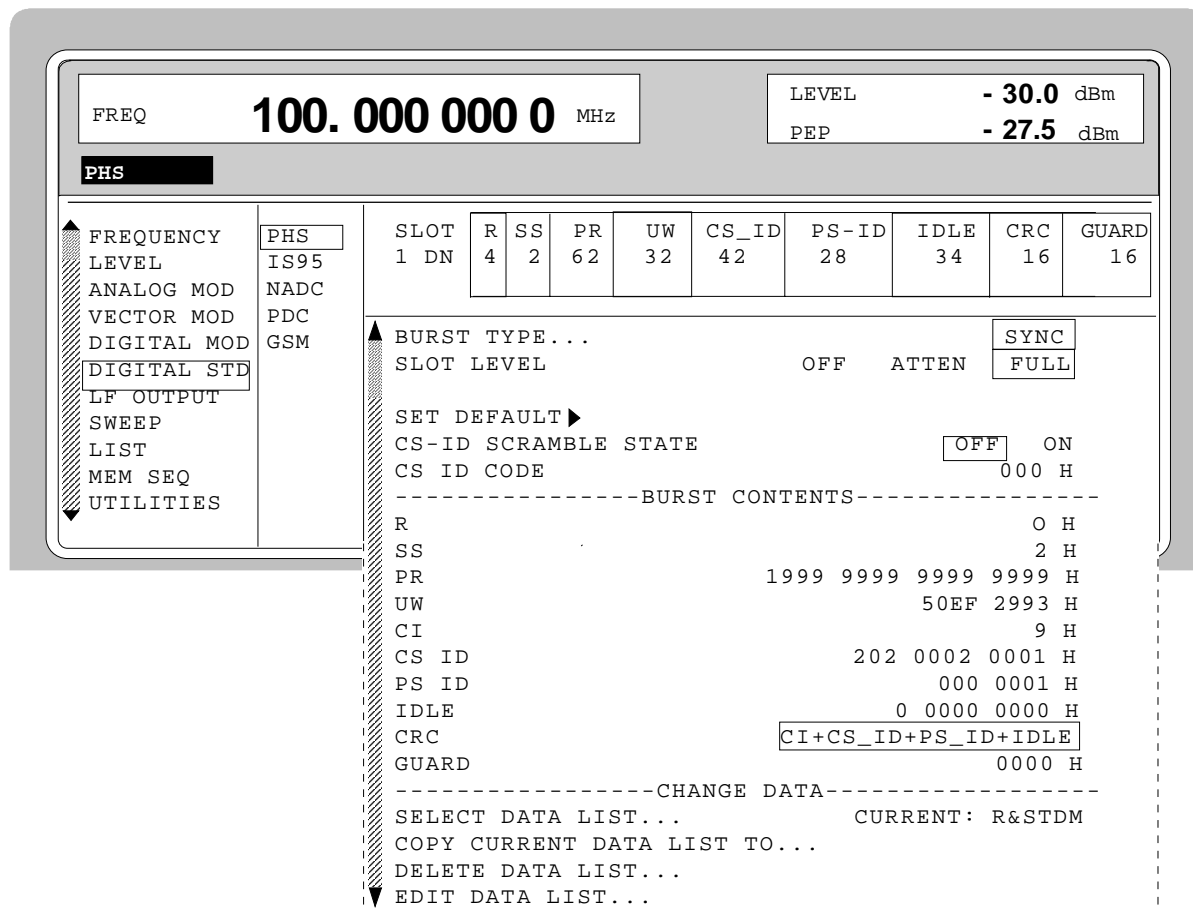 FREQ 100. 000 000 0 MHz
LEVEL - 30.0 dBm
PEP - 27.5 dBm
PHS
FREQUENCY
LEVEL
ANALOG MOD
VECTOR MOD
DIGITAL MOD
DIGITAL STD
LF OUTPUT
SWEEP
LIST
MEM SEQ
UTILITIES
PHS
IS95
NADC
PDC
GSM
SLOT R SS PR UW CS_ID PS-ID IDLE CRC GUARD
1 DN 4 2 62 32 42 28 34 16 16
BURST TYPE... SYNC
SLOT LEVEL OFF ATTEN FULL
SET DEFAULT
CS-ID SCRAMBLE STATE OFF ON
CS ID CODE 000 H
-----------------BURST CONTENTS----------------
R O H
SS 2 H
PR 1999 9999 9999 9999 H
UW 50EF 2993 H
CI 9 H
CS ID 202 0002 0001 H
PS ID 000 0001 H
IDLE 0 0000 0000 H
CRC CI+CS_ID+PS_ID+IDLE
GUARD 0000 H
------------------CHANGE DATA------------------
SELECT DATA LIST... CURRENT: R&STDM
COPY CURRENT DATA LIST TO...
DELETE DATA LIST...
EDIT DATA LIST...